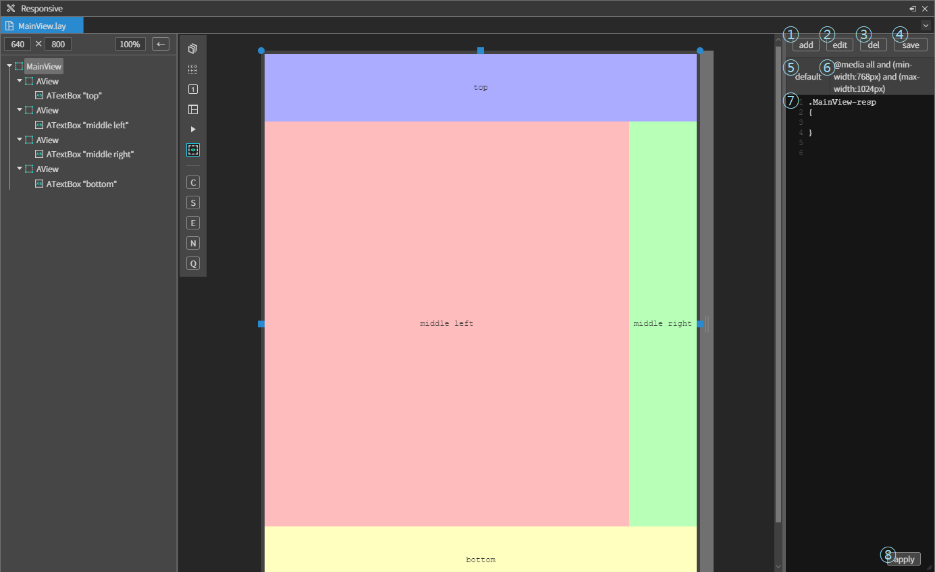 Responsive
MainView.lay
640 × 800 100% ←
MainView
AView
ATextBox "top"
AView
ATextBox "middle left"
AView
ATextBox "middle right"
AView
ATextBox "bottom"
1
C
S
E
N
Q
top
middle left
middle right
bottom
① add ② edit ③ del ④ save
⑤ default
⑥ @media all and (min-
width:768px) and (max-
width:1024px)
⑦ 1 .MainView-resp
2 {
3
4 }
5
6
⑧ apply